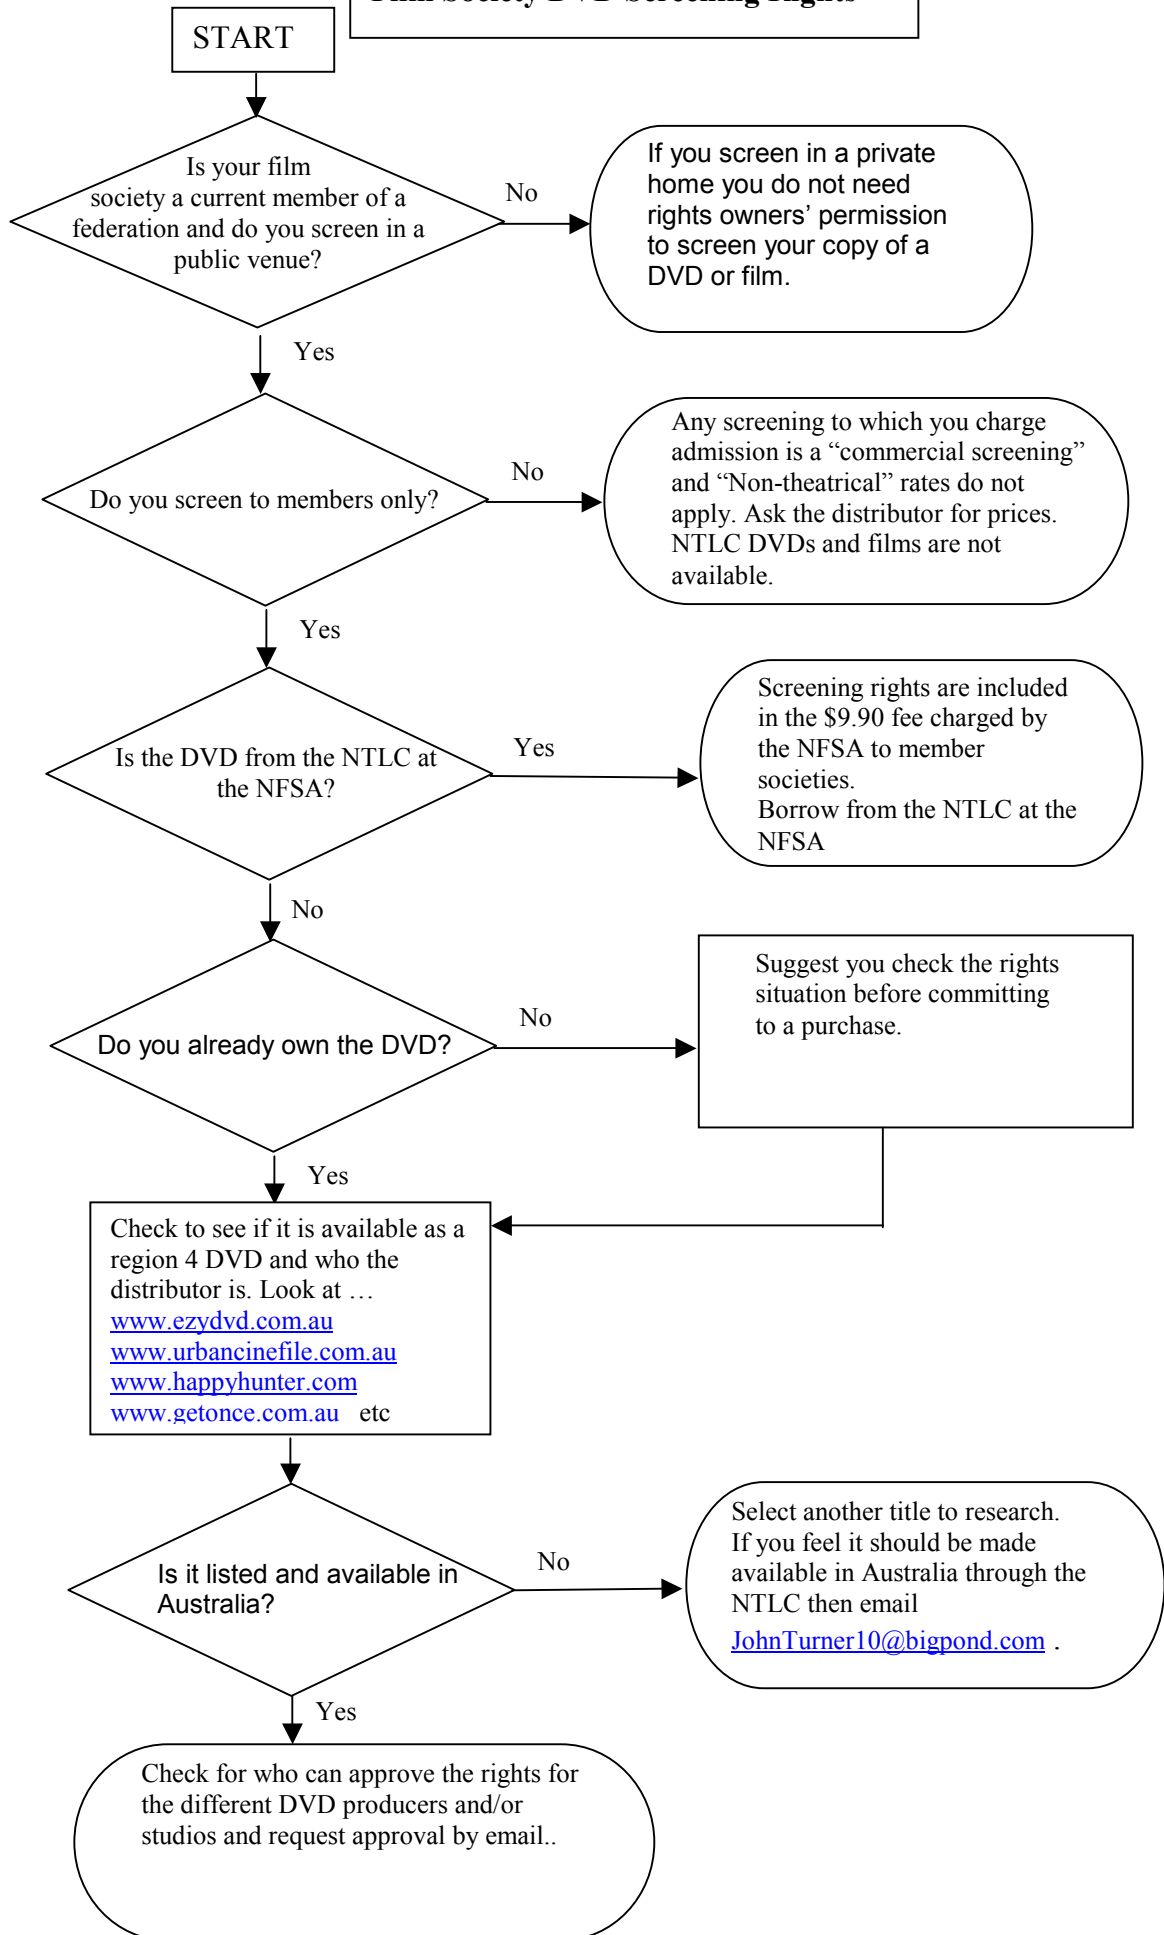 Film Society DVD Screening Rights
START
Is your film
society a current member of a
federation and do you screen in a
public venue?
No
If you screen in a private
home you do not need
rights owners’ permission
to screen your copy of a
DVD or film.
Yes
Do you screen to members only?
No
Any screening to which you charge
admission is a “commercial screening”
and “Non-theatrical” rates do not
apply. Ask the distributor for prices.
NTLC DVDs and films are not
available.
Yes
Is the DVD from the NTLC at
the NFSA?
Yes
Screening rights are included
in the $9.90 fee charged by
the NFSA to member
societies.
Borrow from the NTLC at the
NFSA
No
Do you already own the DVD?
No
Suggest you check the rights
situation before committing
to a purchase.
Yes
Check to see if it is available as a
region 4 DVD and who the
distributor is. Look at …
www.ezydvd.com.au
www.urbancinefile.com.au
www.happyhunter.com
www.getonce.com.au etc
Is it listed and available in
Australia?
No
Select another title to research.
If you feel it should be made
available in Australia through the
NTLC then email
JohnTurner10@bigpond.com .
Yes
Check for who can approve the rights for
the different DVD producers and/or
studios and request approval by email..